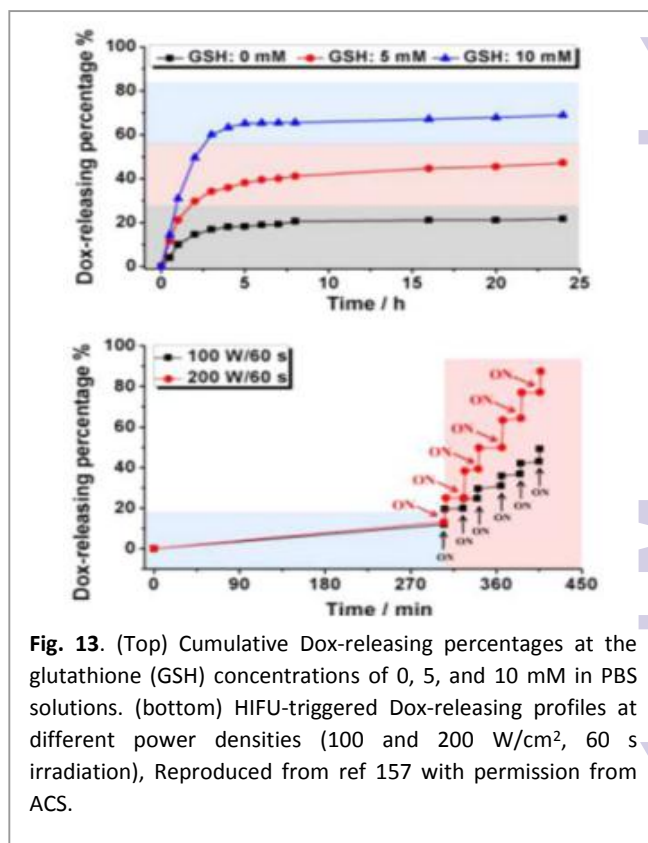 100
80
60
40
20
0
Dox-releasing percentage %
GSH: 0 mM GSH: 5 mM GSH: 10 mM
0 5 10 15 20 25
Time / h
100
80
60
40
20
0
Dox-releasing percentage %
100 W/60 s
200 W/60 s
ON
ON
ON
ON
ON
ON
ON
ON
ON
ON
ON
ON
0 90 180 270 360 450
Time / min
Fig. 13. (Top) Cumulative Dox-releasing percentages at the
glutathione (GSH) concentrations of 0, 5, and 10 mM in PBS
solutions. (bottom) HIFU-triggered Dox-releasing profiles at
different power densities (100 and 200 W/cm², 60 s
irradiation), Reproduced from ref 157 with permission from
ACS.